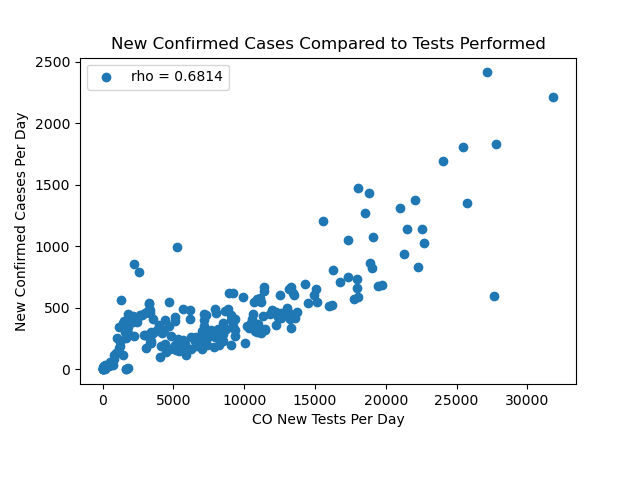 New Confirmed Cases Compared to Tests Performed
rho = 0.6814
New Confirmed Caeses Per Day
2500
2000
1500
1000
500
0
0 5000 10000 15000 20000 25000 30000
CO New Tests Per Day